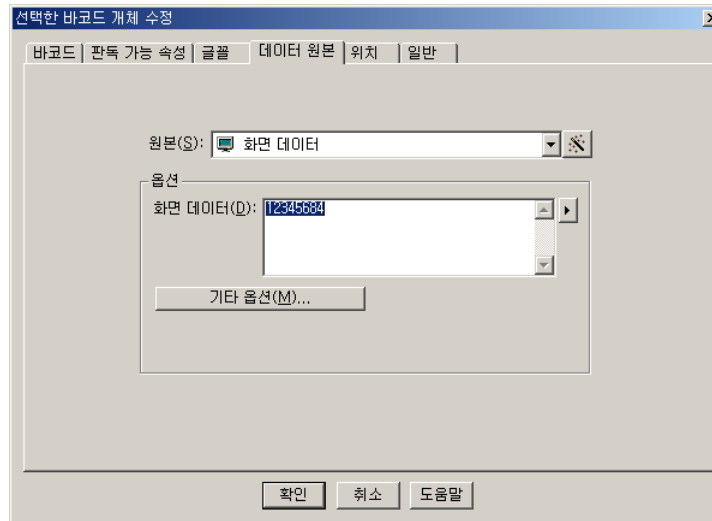 선택한 바코드 개체 수정
바코드 판독 가능 속성 글꼴 데이터 원본 위치 일반
원본(S): 화면 데이터
옵션
화면 데이터(D): 12345684
기타 옵션(M)...
확인 취소 도움말